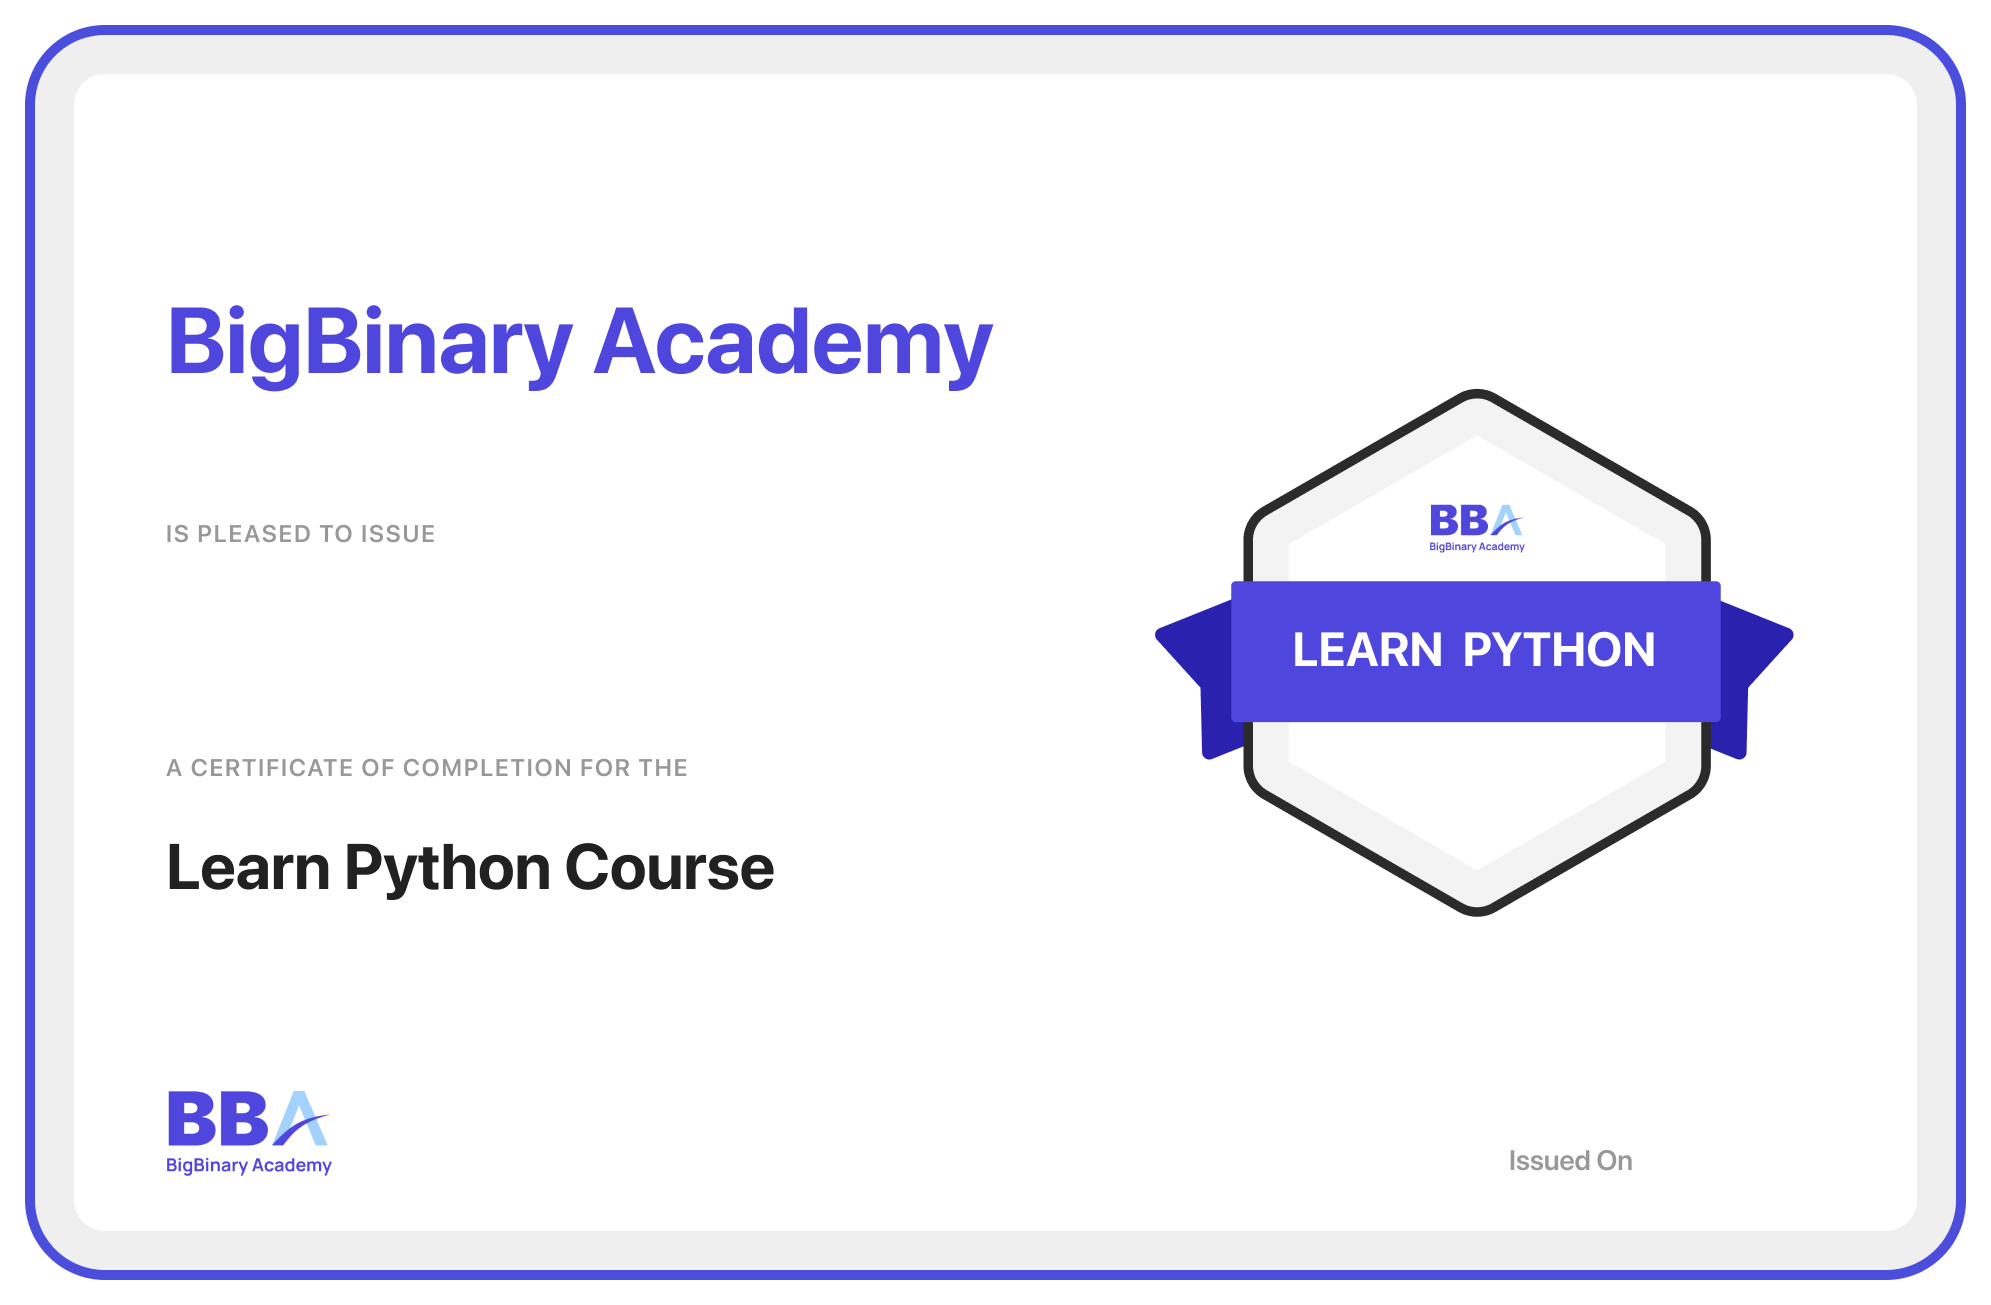 BigBinary Academy
IS PLEASED TO ISSUE
A CERTIFICATE OF COMPLETION FOR THE
Learn Python Course
BBA
BigBinary Academy
LEARN PYTHON
BBA
BigBinary Academy
Issued On